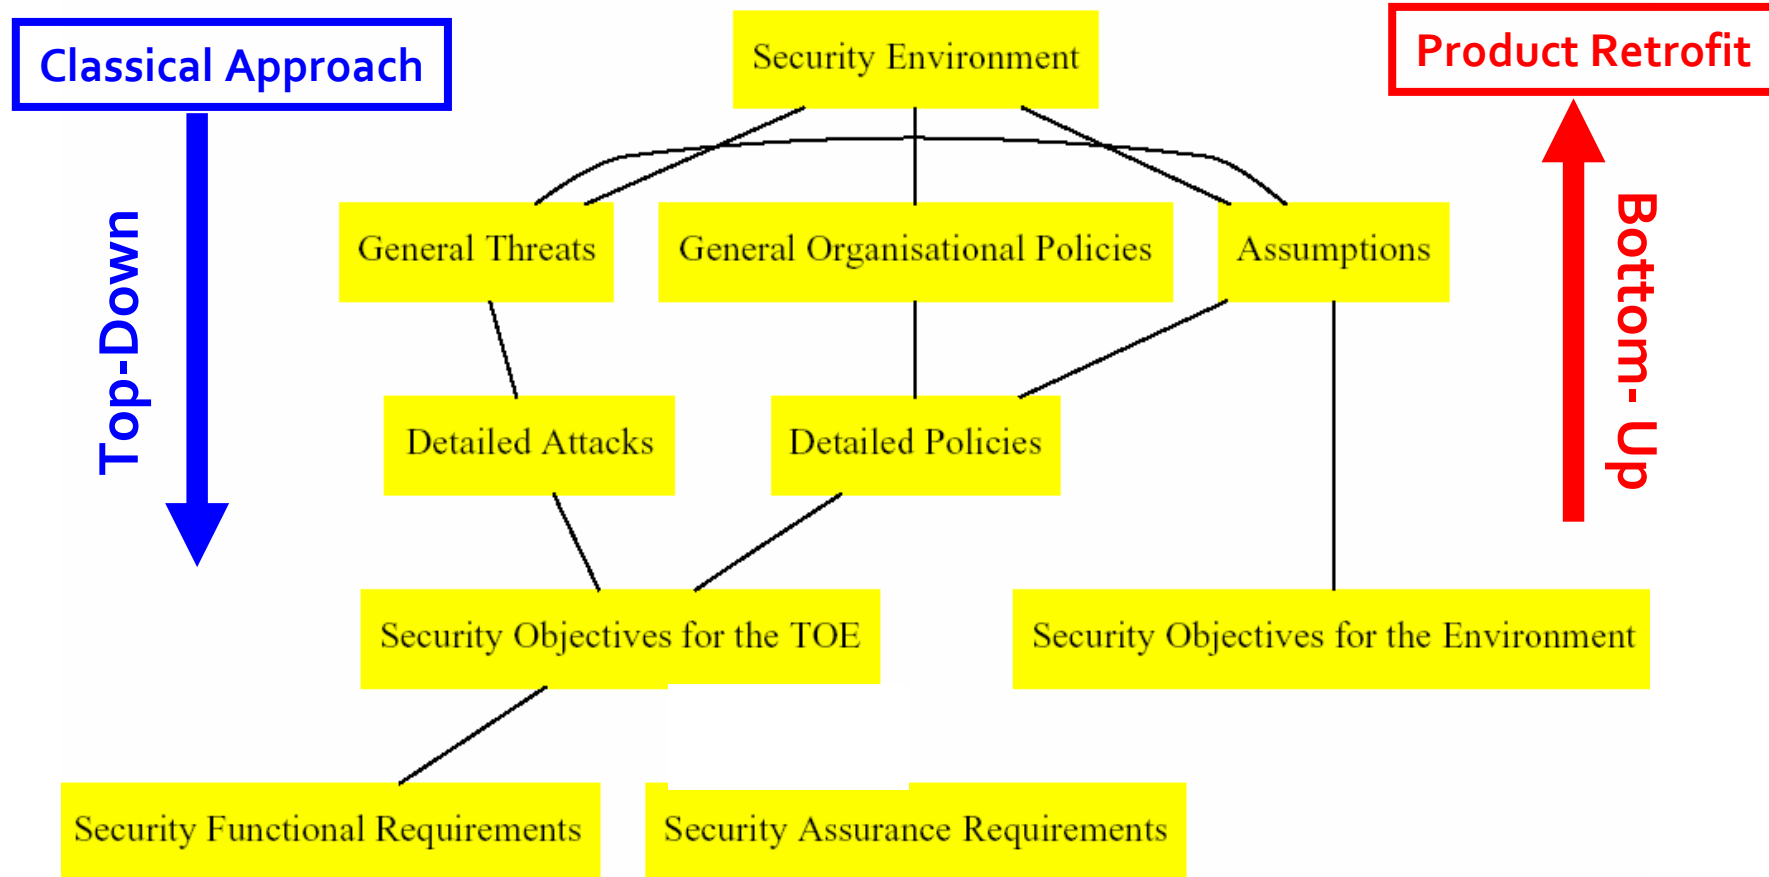 Classical Approach
Security Environment
Product Retrofit
Top-Down
Bottom- Up
General Threats
General Organisational Policies
Assumptions
Detailed Attacks
Detailed Policies
Security Objectives for the TOE
Security Objectives for the Environment
Security Functional Requirements
Security Assurance Requirements